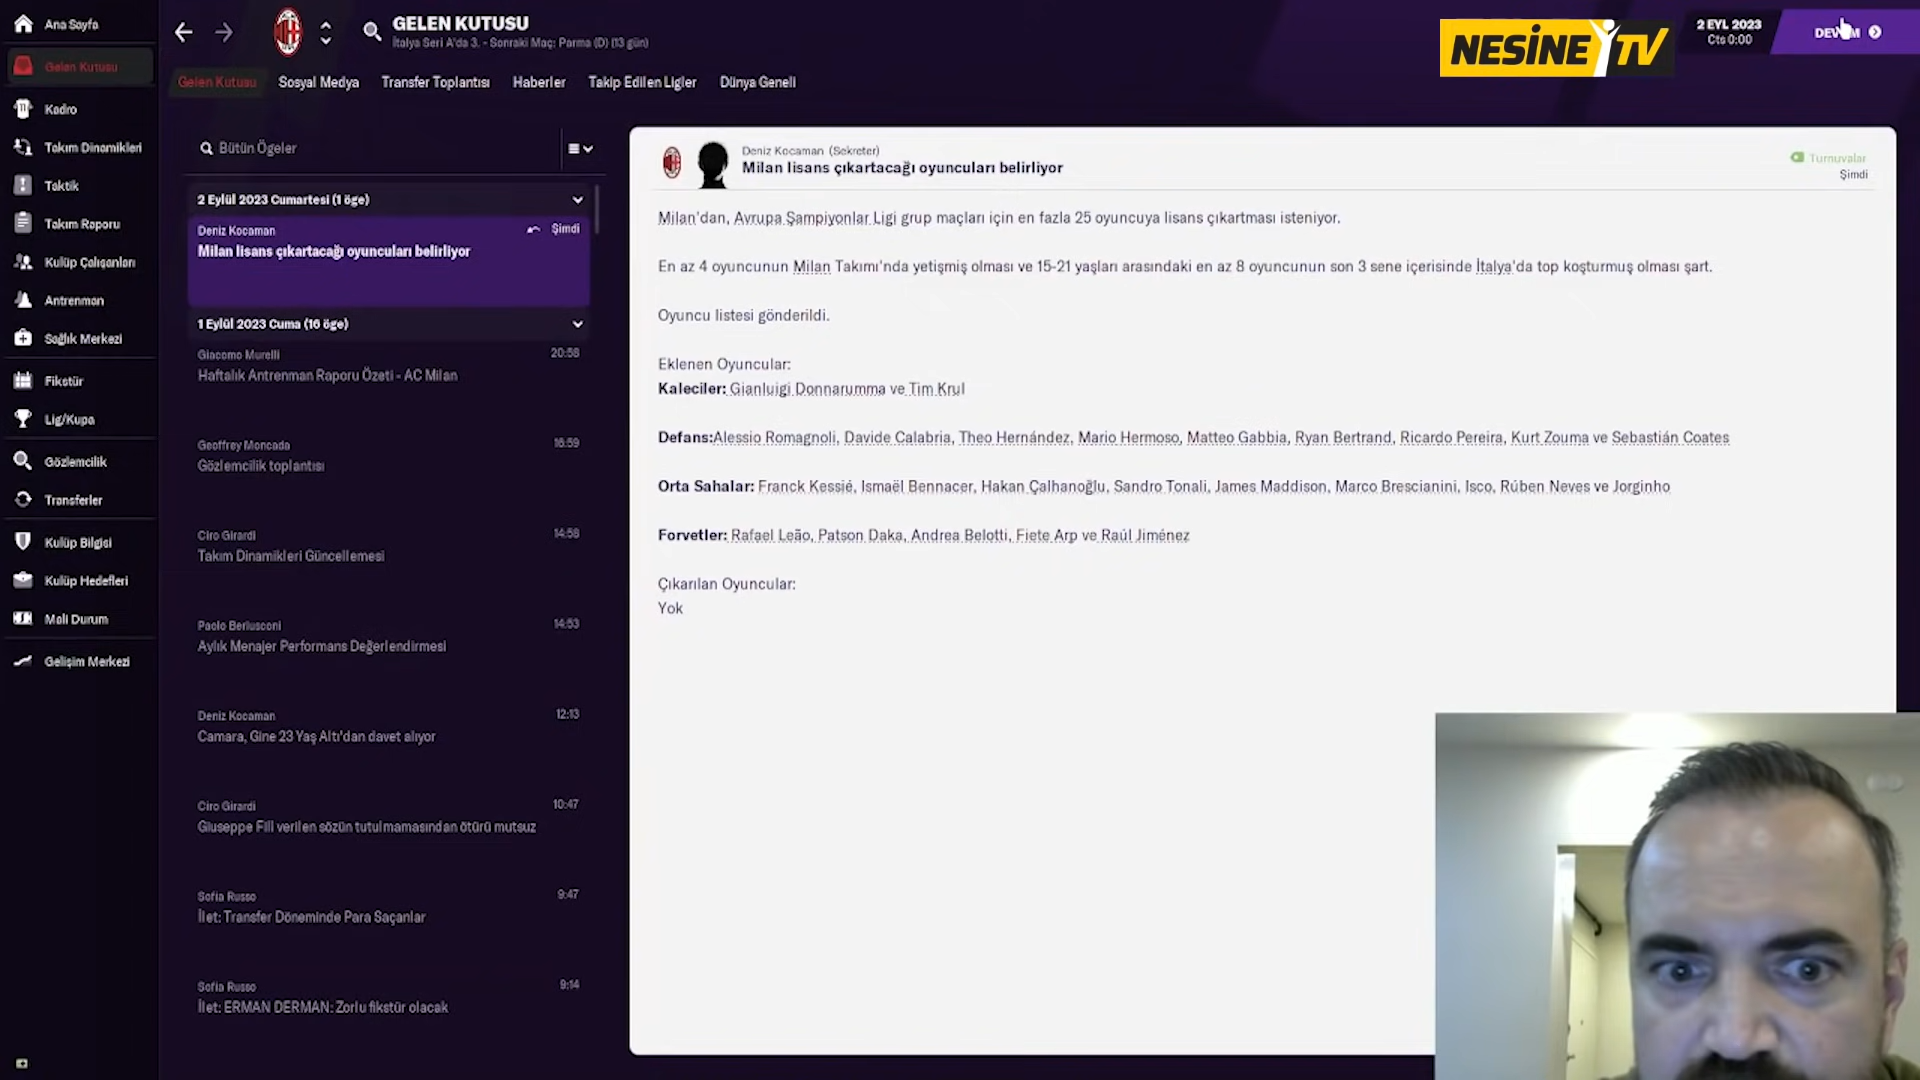 Ana Sayfa
Gelen Kutusu
Kadro
Takım Dinamikleri
Taktik
Takım Raporu
Kulüp Çalışanları
Antrenman
Sağlık Merkezi
Fikstür
Lig/Kupa
Gözlemcilik
Transferler
Kulüp Bilgisi
Kulüp Hedefleri
Mali Durum
Gelişim Merkezi
GELEN KUTUSU
İtalya Seri A'da 3. - Sonraki Maç: Parma (D) (13 gün)
NESİNE TV
2 EYL 2023
Cts 0:00
Gelen Kutusu Sosyal Medya Transfer Toplantısı Haberler Takip Edilen Ligler Dünya Geneli
Bütün Ögeler
2 Eylül 2023 Cumartesi (1 öge)
Deniz Kocaman Şimdi
Milan lisans çıkartacağı oyuncuları belirliyor
1 Eylül 2023 Cuma (16 öge)
Giacomo Murelli 20:58
Haftalık Antrenman Raporu Özeti - AC Milan
Geoffrey Moncada 16:59
Gözlemcilik toplantısı
Ciro Girardi 14:58
Takım Dinamikleri Güncellemesi
Paolo Berlusconi 14:53
Aylık Menajer Performans Değerlendirmesi
Deniz Kocaman 12:13
Camara, Gine 23 Yaş Altı'dan davet alıyor
Ciro Girardi 10:47
Giuseppe Fili verilen sözün tutulmamasından ötürü mutsuz
Sofia Russo 9:47
İlet: Transfer Döneminde Para Saçanlar
Sofia Russo 9:14
İlet: ERMAN DERMAN: Zorlu fikstür olacak
Deniz Kocaman (Sekreter)
Milan lisans çıkartacağı oyuncuları belirliyor
Turnuvalar
Şimdi
Milan'dan, Avrupa Şampiyonlar Ligi grup maçları için en fazla 25 oyuncuya lisans çıkartması isteniyor.
En az 4 oyuncunun Milan Takımı'nda yetişmiş olması ve 15-21 yaşları arasındaki en az 8 oyuncunun son 3 sene içerisinde İtalya'da top koşturmuş olması şart.
Oyuncu listesi gönderildi.
Eklenen Oyuncular:
Kaleciler: Gianluigi Donnarumma ve Tim Krul
Defans:Alessio Romagnoli, Davide Calabria, Theo Hernández, Mario Hermoso, Matteo Gabbia, Ryan Bertrand, Ricardo Pereira, Kurt Zouma ve Sebastián Coates
Orta Sahalar: Franck Kessié, Ismaël Bennacer, Hakan Çalhanoğlu, Sandro Tonali, James Maddison, Marco Brescianini, Isco, Rúben Neves ve Jorginho
Forvetler: Rafael Leão, Patson Daka, Andrea Belotti, Fiete Arp ve Raúl Jiménez
Çıkarılan Oyuncular:
Yok